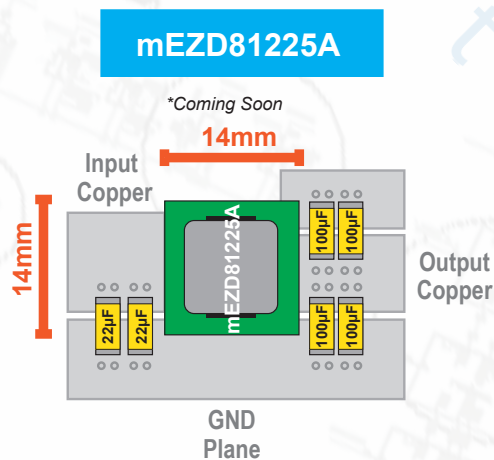 mEZD81225A
*Coming Soon
14mm
Input
Copper
14mm
mEZD81225A
100µF
100µF
Output
Copper
22µF
22µF
100µF
100µF
GND
Plane